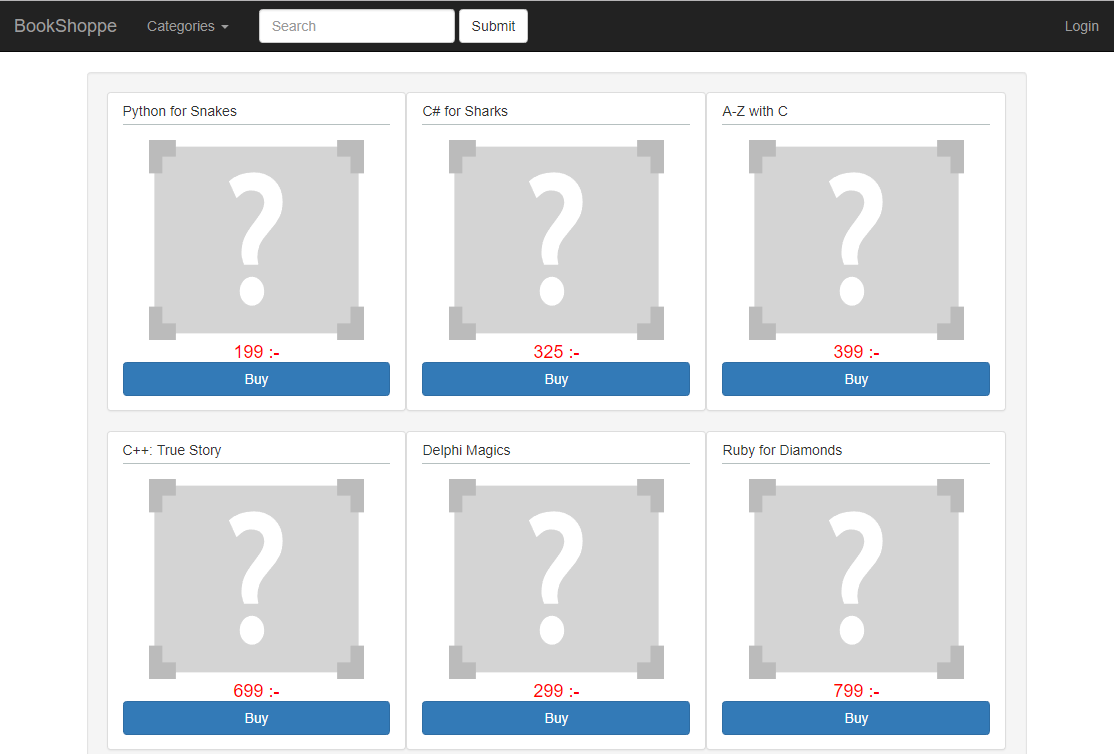 BookShoppe Categories Search Submit Login
Python for Snakes C# for Sharks A-Z with C
? ? ?
199 :- 325 :- 399 :-
Buy Buy Buy
C++: True Story Delphi Magics Ruby for Diamonds
? ? ?
699 :- 299 :- 799 :-
Buy Buy Buy